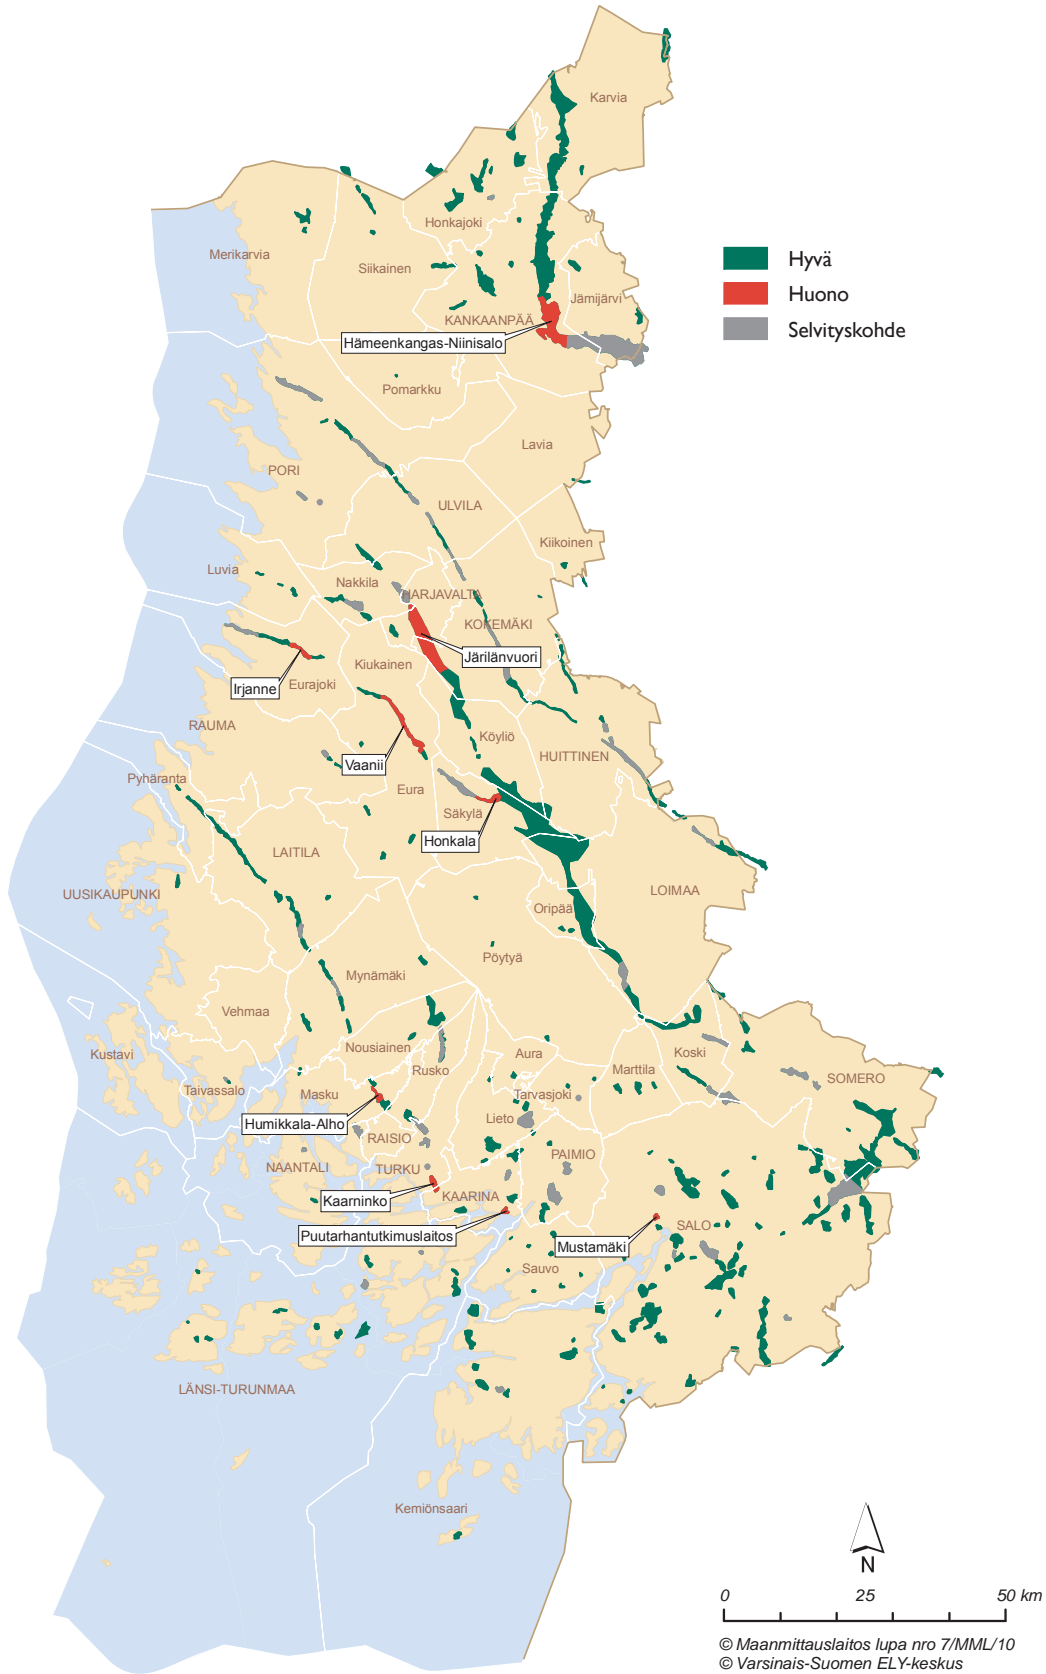 Karvia
Honkajoki
Merikarvia
Siikainen
Hyvä
Huono
Selvityskohde
Jämijärvi
KANKAANPÄÄ
Hämeenkangas-Niinisalo
Pomarkku
Lavia
PORI
ULVILA
Kiikoinen
Luvia
Nakkila
HARJAVALTA
KOKEMÄKI
Järilänvuori
Kiukainen
Irjanne
Eurajoki
RAUMA
Köyliö
HUITTINEN
Vaanii
Pyhäranta
Eura
Säkylä
Honkala
LAITILA
UUSIKAUPUNKI
LOIMAA
Oripää
Pöytyä
Mynämäki
Vehmaa
Nousiainen
Kustavi
Aura
Koski
Rusko
Marttila
SOMERO
Taivassalo
Masku
Tarvasjoki
Lieto
Humikkala-Alho
RAISIO
PAIMIO
NAANTALI
TURKU
Kaarninko
KAARINA
Puutarhantutkimuslaitos
SALO
Mustamäki
Sauvo
LÄNSI-TURUNMAA
Kemiönsaari
N
0 25 50 km
© Maanmittauslaitos lupa nro 7/MML/10
© Varsinais-Suomen ELY-keskus